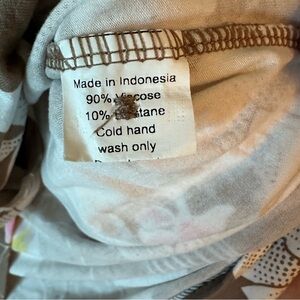 Made in Indonesia
90% Viscose
10% Elastane
Cold hand
wash only